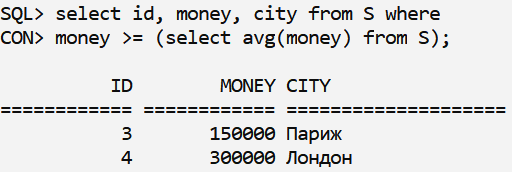 SQL> select id, money, city from S where
CON> money >= (select avg(money) from S);
ID MONEY CITY
============ ============ ====================
3 150000 Париж
4 300000 Лондон